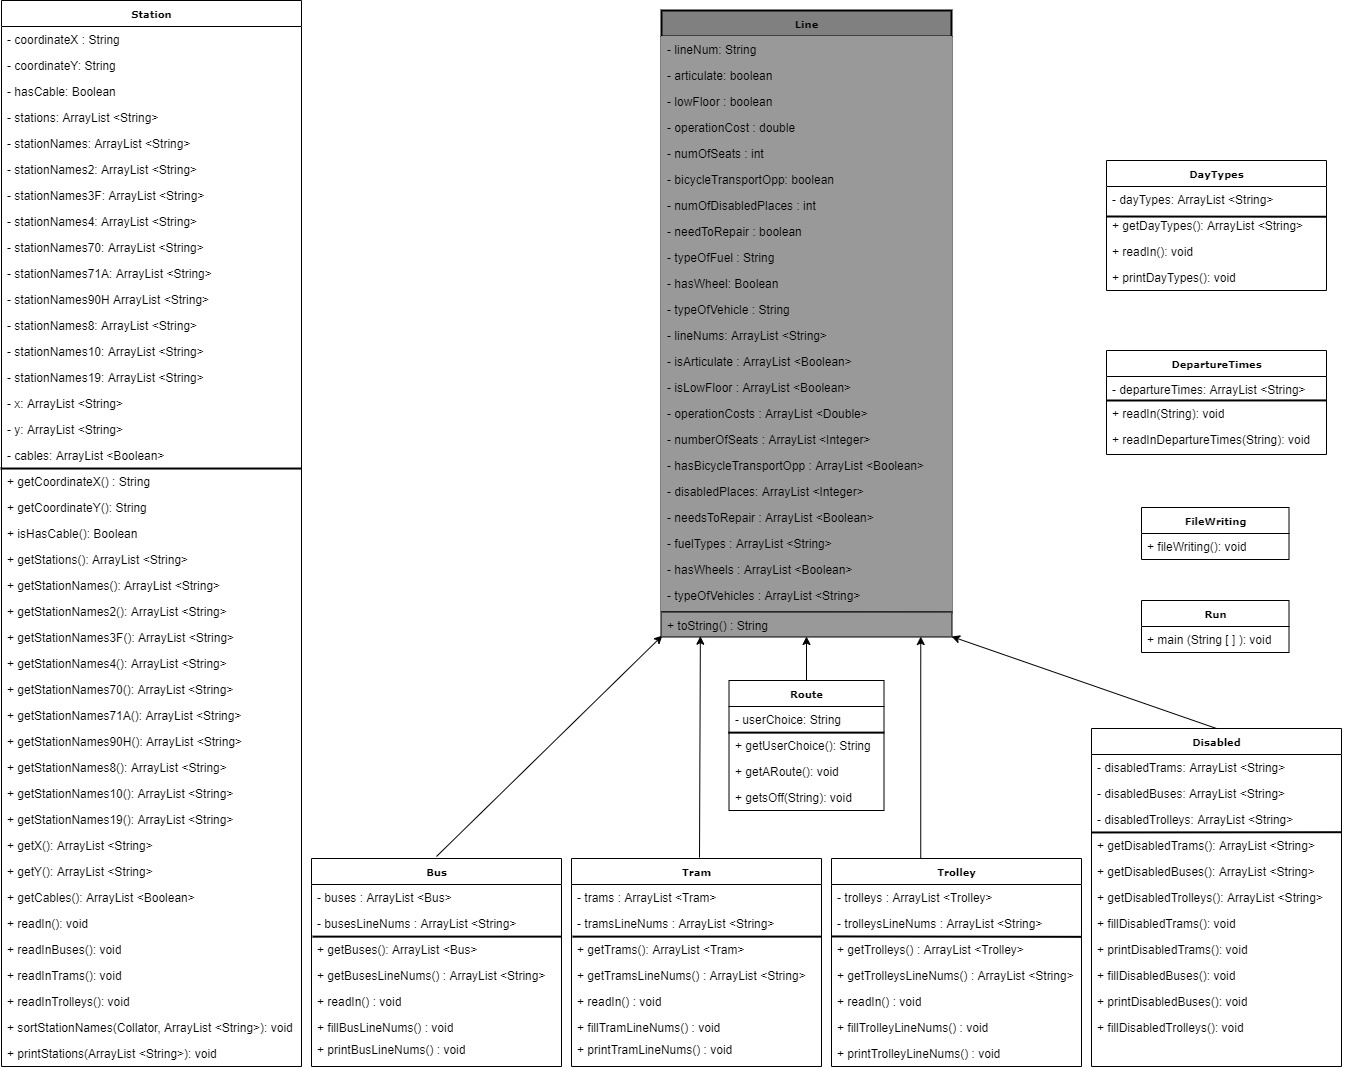 Station
- coordinateX : String
- coordinateY: String
- hasCable: Boolean
- stations: ArrayList <String>
- stationNames: ArrayList <String>
- stationNames2: ArrayList <String>
- stationNames3F: ArrayList <String>
- stationNames4: ArrayList <String>
- stationNames70: ArrayList <String>
- stationNames71A: ArrayList <String>
- stationNames90H ArrayList <String>
- stationNames8: ArrayList <String>
- stationNames10: ArrayList <String>
- stationNames19: ArrayList <String>
- x: ArrayList <String>
- y: ArrayList <String>
- cables: ArrayList <Boolean>
+ getCoordinateX() : String
+ getCoordinateY(): String
+ isHasCable(): Boolean
+ getStations(): ArrayList <String>
+ getStationNames(): ArrayList <String>
+ getStationNames2(): ArrayList <String>
+ getStationNames3F(): ArrayList <String>
+ getStationNames4(): ArrayList <String>
+ getStationNames70(): ArrayList <String>
+ getStationNames71A(): ArrayList <String>
+ getStationNames90H(): ArrayList <String>
+ getStationNames8(): ArrayList <String>
+ getStationNames10(): ArrayList <String>
+ getStationNames19(): ArrayList <String>
+ getX(): ArrayList <String>
+ getY(): ArrayList <String>
+ getCables(): ArrayList <Boolean>
+ readIn(): void
+ readInBuses(): void
+ readInTrams(): void
+ readInTrolleys(): void
+ sortStationNames(Collator, ArrayList <String>): void
+ printStations(ArrayList <String>): void
Line
- lineNum: String
- articulate: boolean
- lowFloor : boolean
- operationCost : double
- numOfSeats : int
- bicycleTransportOpp: boolean
- numOfDisabledPlaces : int
- needToRepair : boolean
- typeOfFuel : String
- hasWheel: Boolean
- typeOfVehicle : String
- lineNums: ArrayList <String>
- isArticulate : ArrayList <Boolean>
- isLowFloor : ArrayList <Boolean>
- operationCosts : ArrayList <Double>
- numberOfSeats : ArrayList <Integer>
- hasBicycleTransportOpp : ArrayList <Boolean>
- disabledPlaces: ArrayList <Integer>
- needsToRepair : ArrayList <Boolean>
- fuelTypes : ArrayList <String>
- hasWheels : ArrayList <Boolean>
- typeOfVehicles : ArrayList <String>
+ toString() : String
DayTypes
- dayTypes: ArrayList <String>
+ getDayTypes(): ArrayList <String>
+ readIn(): void
+ printDayTypes(): void
DepartureTimes
- departureTimes: ArrayList <String>
+ readIn(String): void
+ readInDepartureTimes(String): void
FileWriting
+ fileWriting(): void
Run
+ main (String [ ] ): void
Route
- userChoice: String
+ getUserChoice(): String
+ getARoute(): void
+ getsOff(String): void
Bus
- buses : ArrayList <Bus>
- busesLineNums : ArrayList <String>
+ getBuses(): ArrayList <Bus>
+ getBusesLineNums() : ArrayList <String>
+ readIn() : void
+ fillBusLineNums() : void
+ printBusLineNums() : void
Tram
- trams : ArrayList <Tram>
- tramsLineNums : ArrayList <String>
+ getTrams(): ArrayList <Tram>
+ getTramsLineNums() : ArrayList <String>
+ readIn() : void
+ fillTramLineNums() : void
+ printTramLineNums() : void
Trolley
- trolleys : ArrayList <Trolley>
- trolleysLineNums : ArrayList <String>
+ getTrolleys() : ArrayList <Trolley>
+ getTrolleysLineNums() : ArrayList <String>
+ readIn() : void
+ fillTrolleyLineNums() : void
+ printTrolleyLineNums() : void
Disabled
- disabledTrams: ArrayList <String>
- disabledBuses: ArrayList <String>
- disabledTrolleys: ArrayList <String>
+ getDisabledTrams(): ArrayList <String>
+ getDisabledBuses(): ArrayList <String>
+ getDisabledTrolleys(): ArrayList <String>
+ fillDisabledTrams(): void
+ printDisabledTrams(): void
+ fillDisabledBuses(): void
+ printDisabledBuses(): void
+ fillDisabledTrolleys(): void